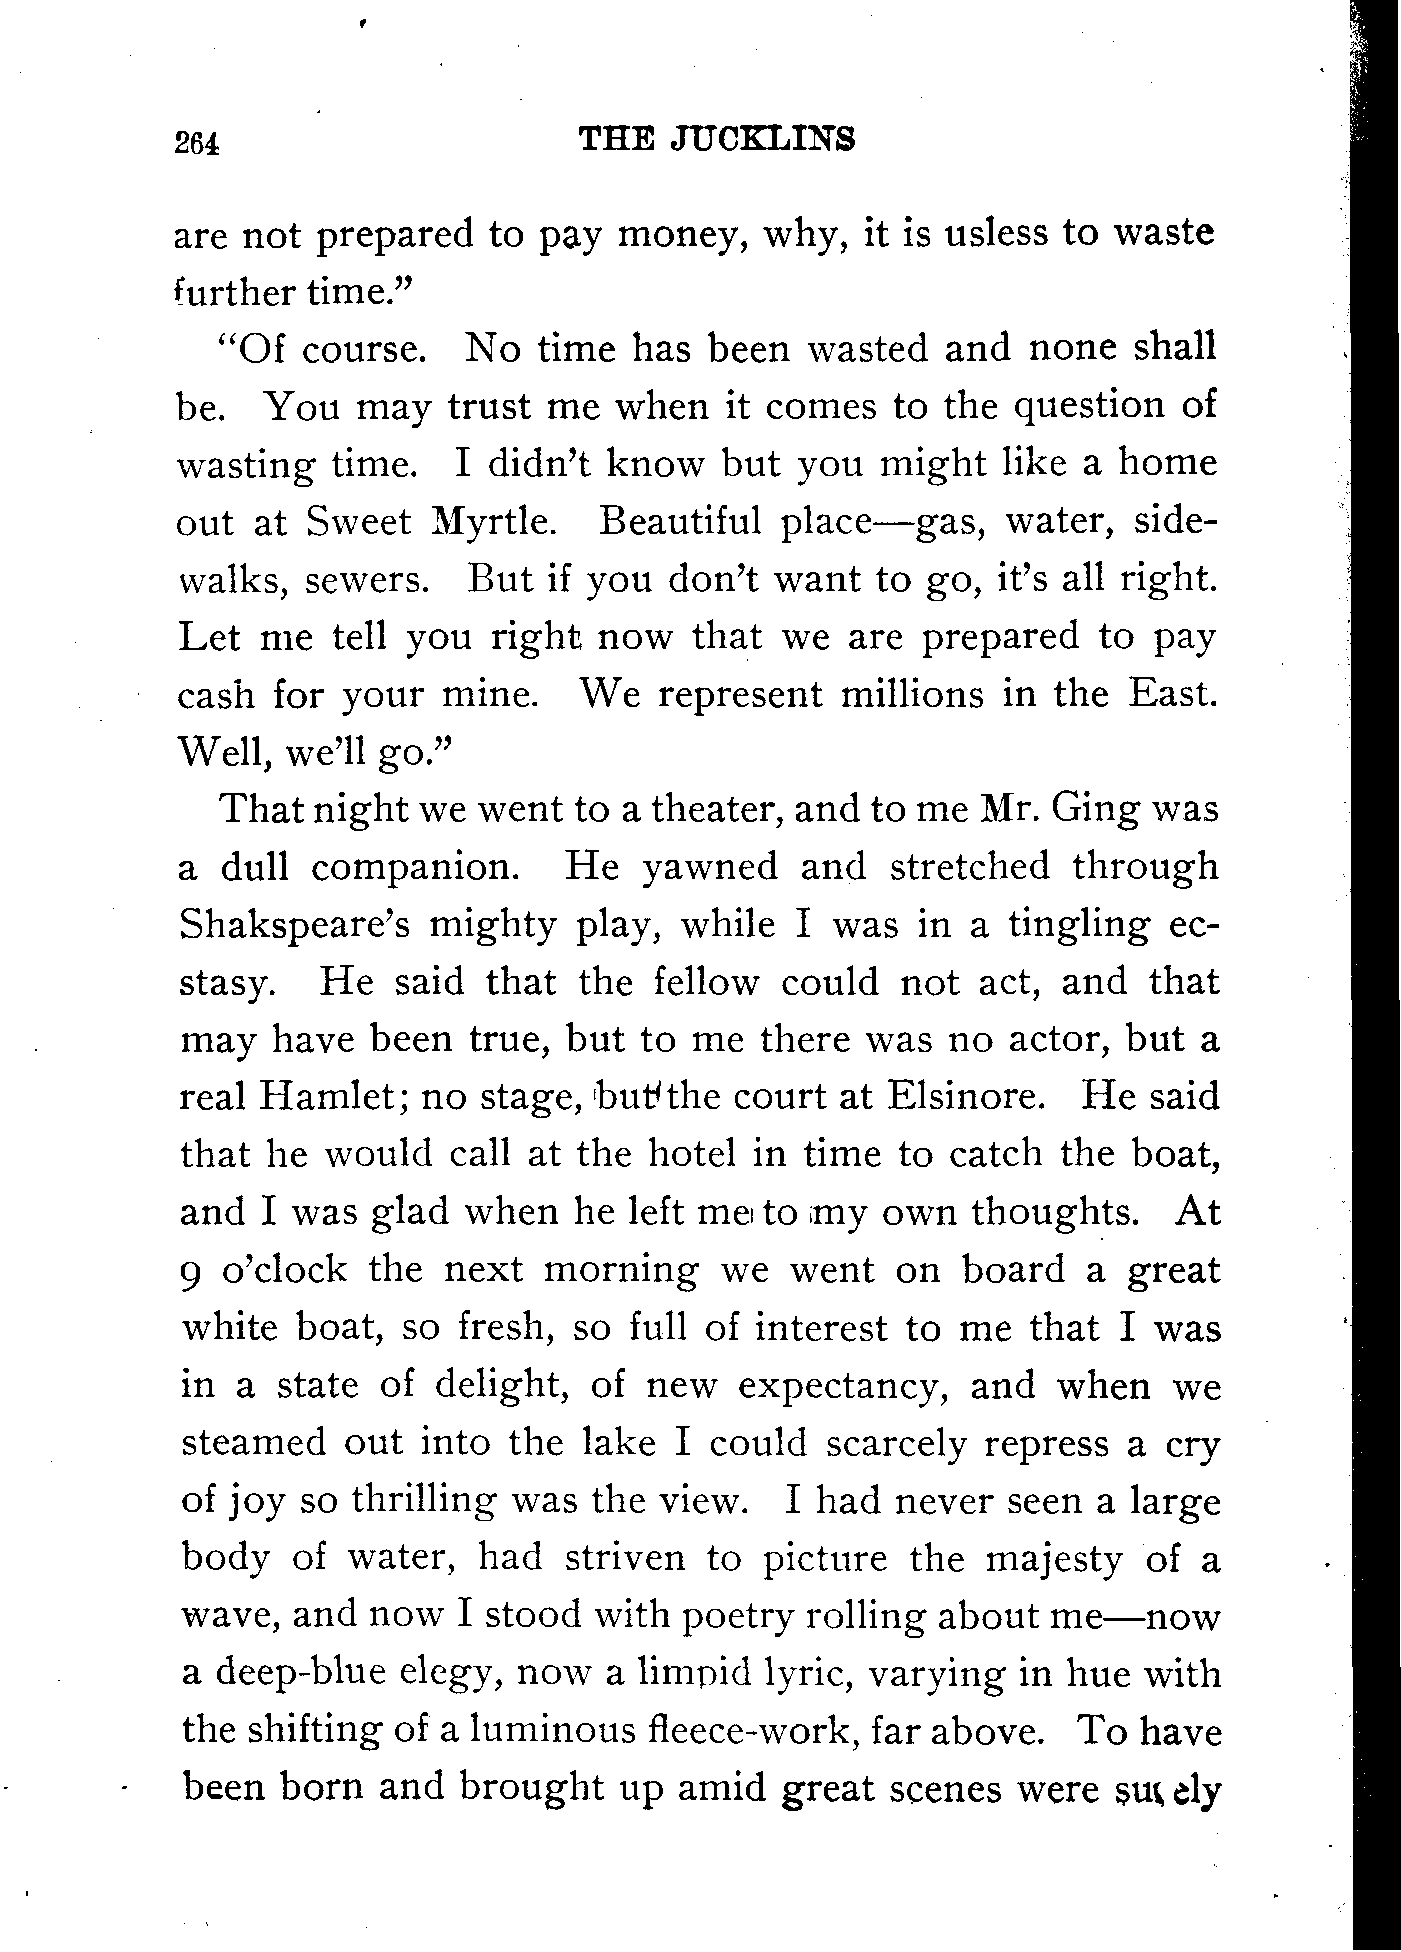 264 THE JUCKLINS
are not prepared to pay money, why, it is usless to waste
further time.”
“Of course. No time has been wasted and none shall
be. You may trust me when it comes to the question of
wasting time. I didn’t know but you might like a home
out at Sweet Myrtle. Beautiful place—gas, water, side-
walks, sewers. But if you don’t want to go, it’s all right.
Let me tell you right now that we are prepared to pay
cash for your mine. We represent millions in the East.
Well, we’ll go.”
That night we went to a theater, and to me Mr. Ging was
a dull companion. He yawned and stretched through
Shakspeare’s mighty play, while I was in a tingling ec-
stasy. He said that the fellow could not act, and that
may have been true, but to me there was no actor, but a
real Hamlet; no stage, but the court at Elsinore. He said
that he would call at the hotel in time to catch the boat,
and I was glad when he left me to my own thoughts. At
9 o’clock the next morning we went on board a great
white boat, so fresh, so full of interest to me that I was
in a state of delight, of new expectancy, and when we
steamed out into the lake I could scarcely repress a cry
of joy so thrilling was the view. I had never seen a large
body of water, had striven to picture the majesty of a
wave, and now I stood with poetry rolling about me—now
a deep-blue elegy, now a limpid lyric, varying in hue with
the shifting of a luminous fleece-work, far above. To have
been born and brought up amid great scenes were surely